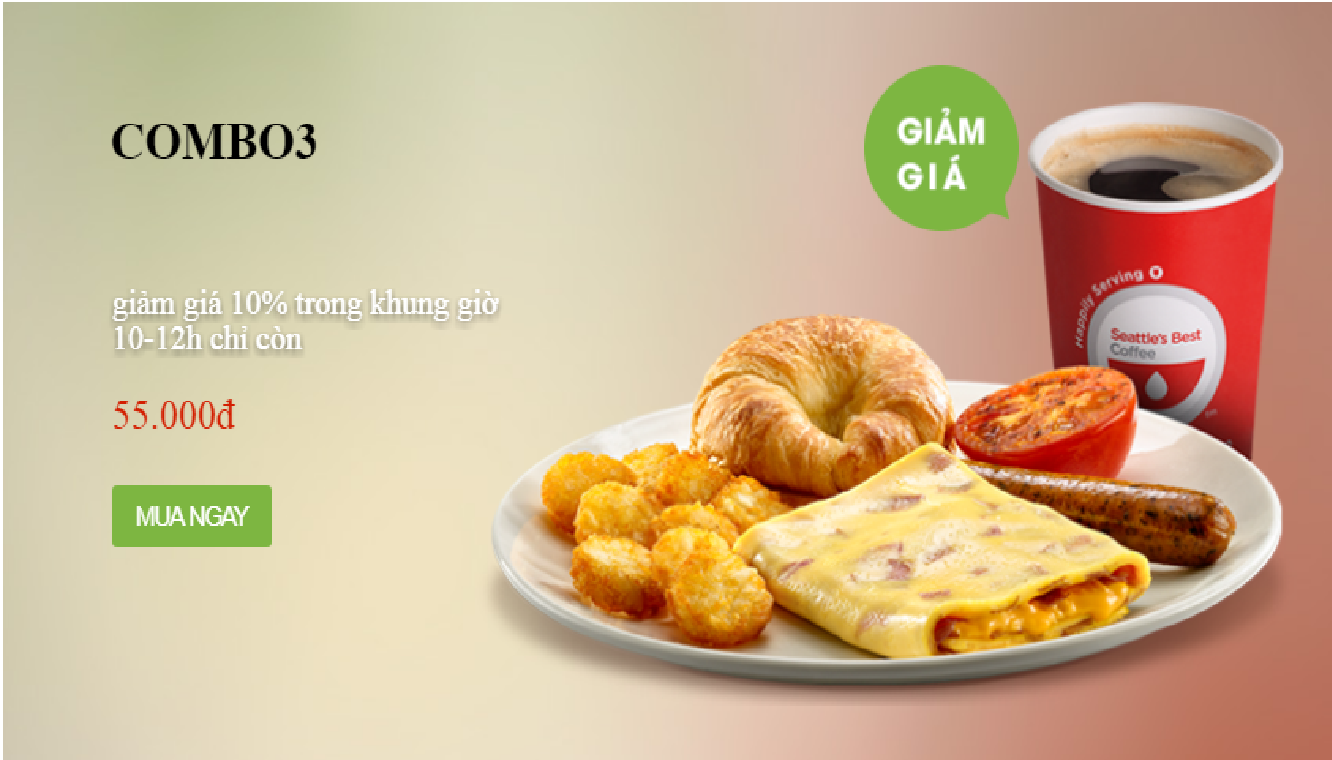 COMBO3
GIẢM
GIÁ
giảm giá 10% trong khung giờ
10-12h chỉ còn
55.000đ
MUA NGAY
Happily Serving
Seattle's Best
Coffee
TM